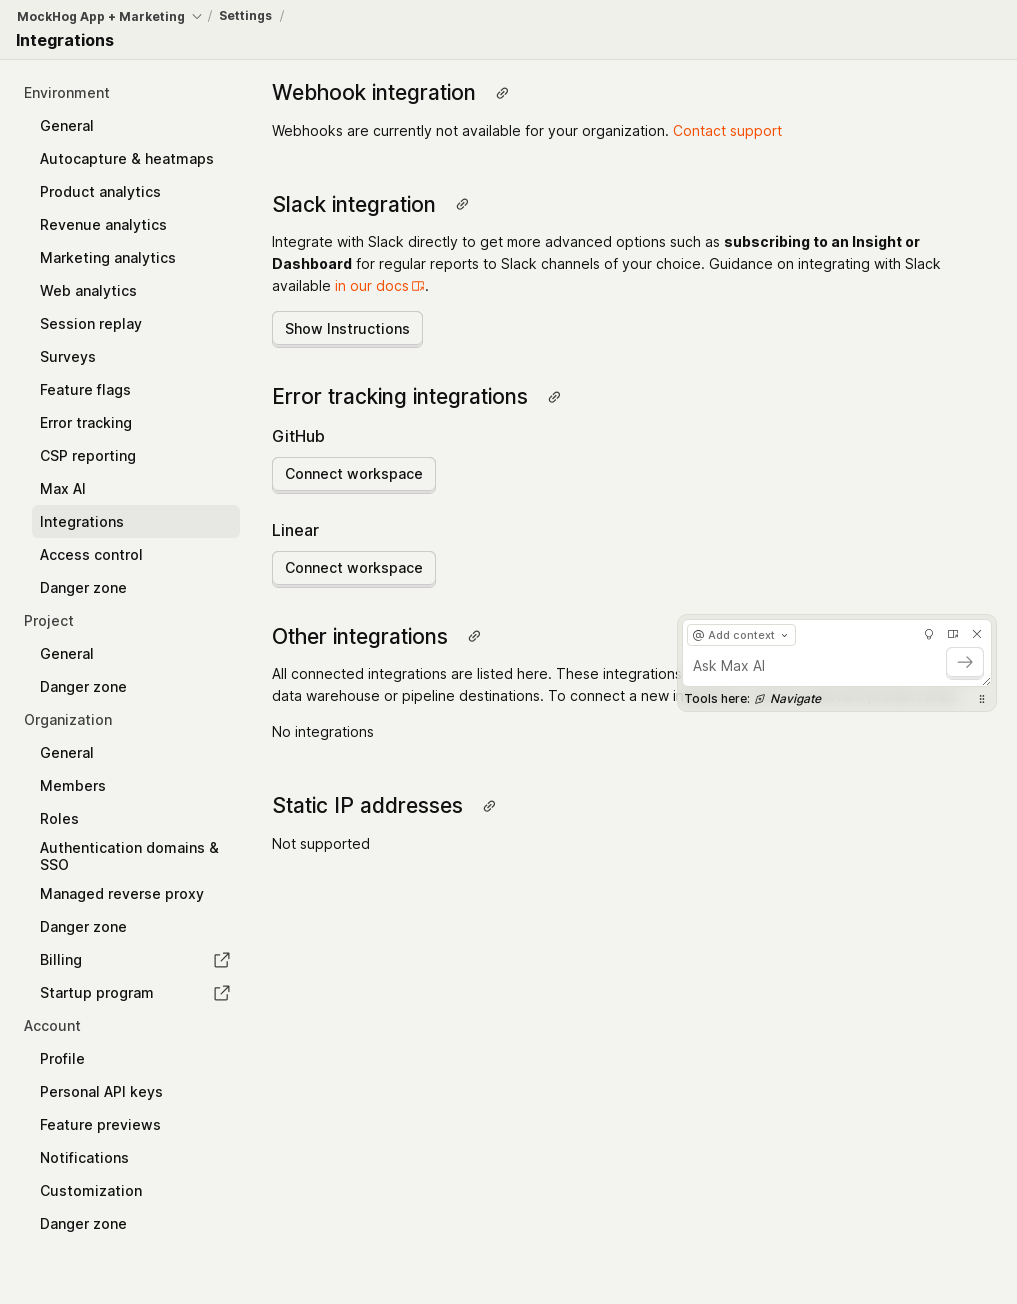 MockHog App + Marketing / Settings /
Integrations
Environment
General
Autocapture & heatmaps
Product analytics
Revenue analytics
Marketing analytics
Web analytics
Session replay
Surveys
Feature flags
Error tracking
CSP reporting
Max AI
Integrations
Access control
Danger zone
Project
General
Danger zone
Organization
General
Members
Roles
Authentication domains &
SSO
Managed reverse proxy
Danger zone
Billing
Startup program
Account
Profile
Personal API keys
Feature previews
Notifications
Customization
Danger zone
Webhook integration
Webhooks are currently not available for your organization. Contact support
Slack integration
Integrate with Slack directly to get more advanced options such as subscribing to an Insight or
Dashboard for regular reports to Slack channels of your choice. Guidance on integrating with Slack
available in our docs.
Show Instructions
Error tracking integrations
GitHub
Connect workspace
Linear
Connect workspace
Other integrations
All connected integrations are listed here. These integrations
data warehouse or pipeline destinations. To connect a new
No integrations
Static IP addresses
Not supported
@ Add context
Ask Max AI
Tools here: Navigate